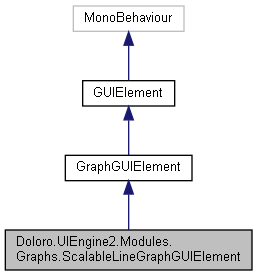 MonoBehaviour
GUIElement
GraphGUIElement
Doloro.UIEngine2.Modules.
Graphs.ScalableLineGraphGUIElement